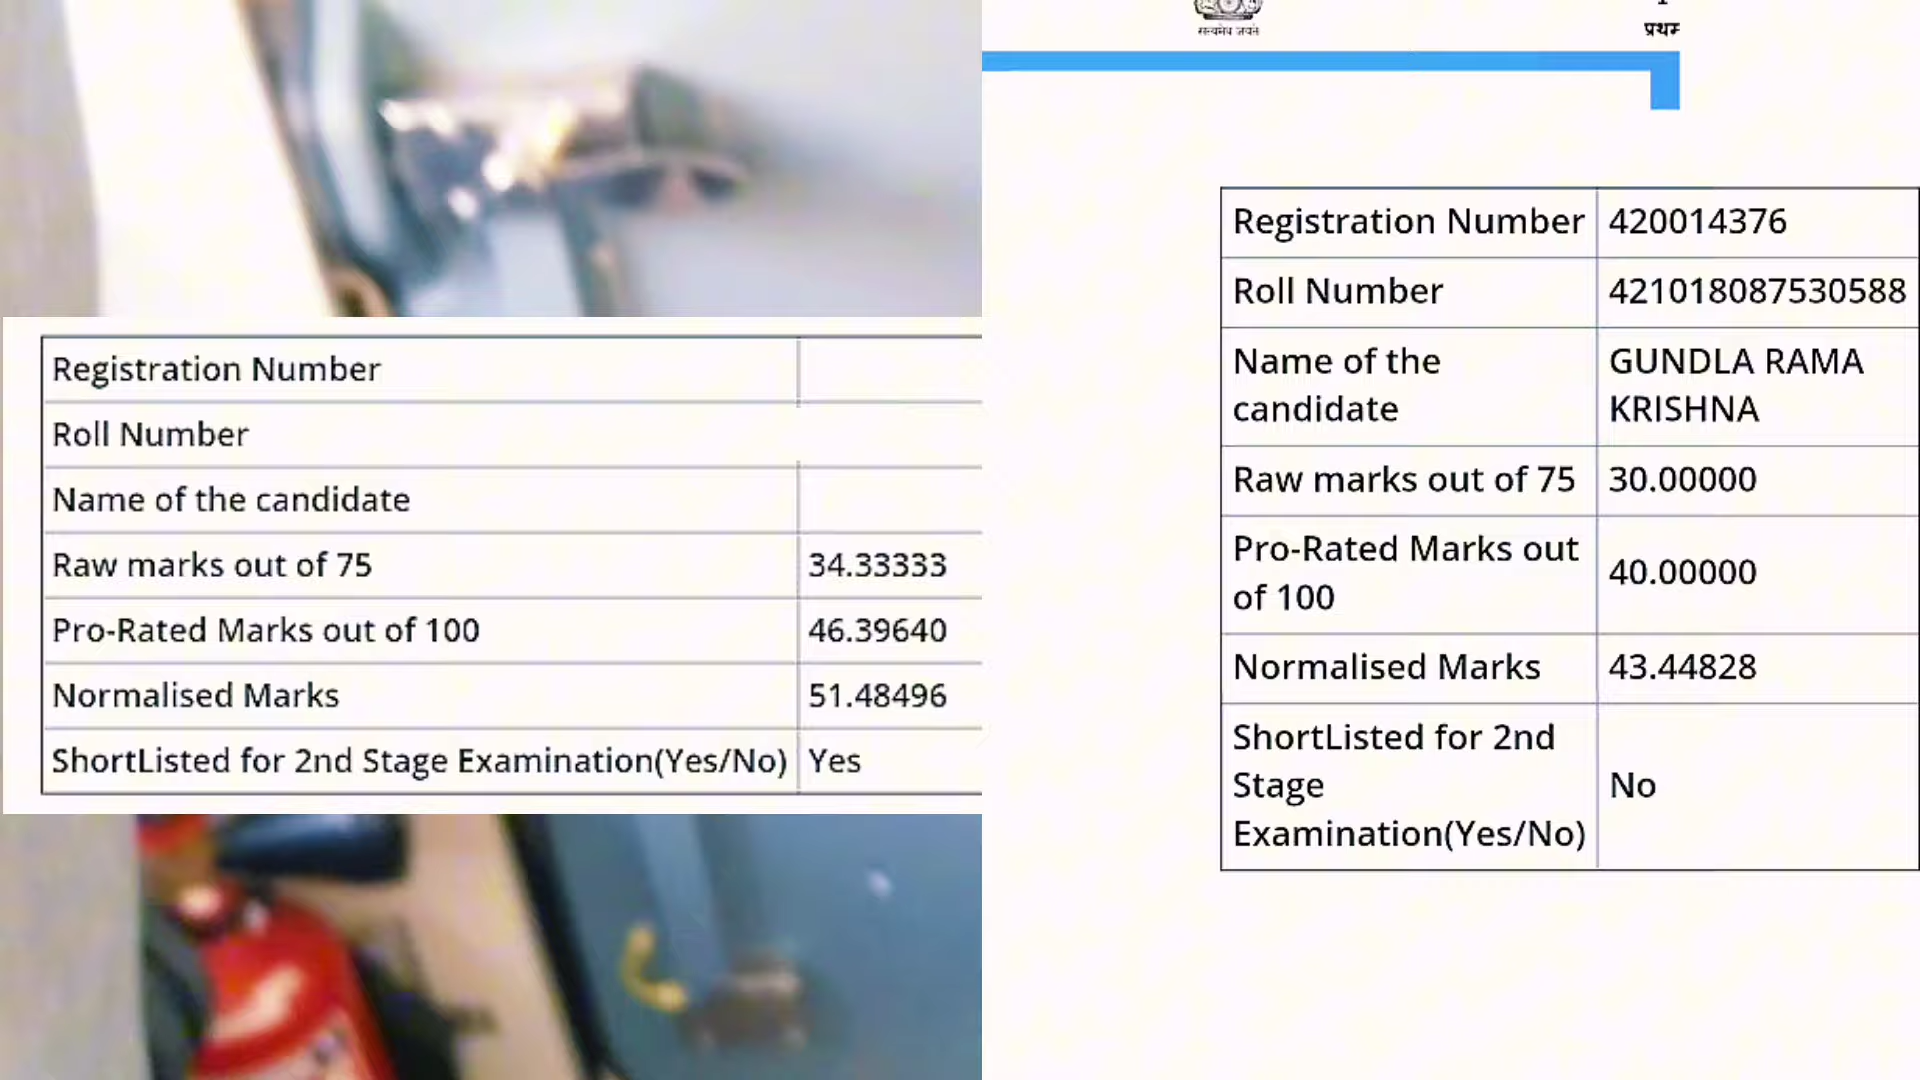 Registration Number
Roll Number
Name of the candidate
Raw marks out of 75 34.33333
Pro-Rated Marks out of 100 46.39640
Normalised Marks 51.48496
ShortListed for 2nd Stage Examination(Yes/No) Yes
सत्यमेव जयते
प्रथम
Registration Number 420014376
Roll Number 421018087530588
Name of the GUNDLA RAMA
candidate KRISHNA
Raw marks out of 75 30.00000
Pro-Rated Marks out
of 100 40.00000
Normalised Marks 43.44828
ShortListed for 2nd
Stage No
Examination(Yes/No)